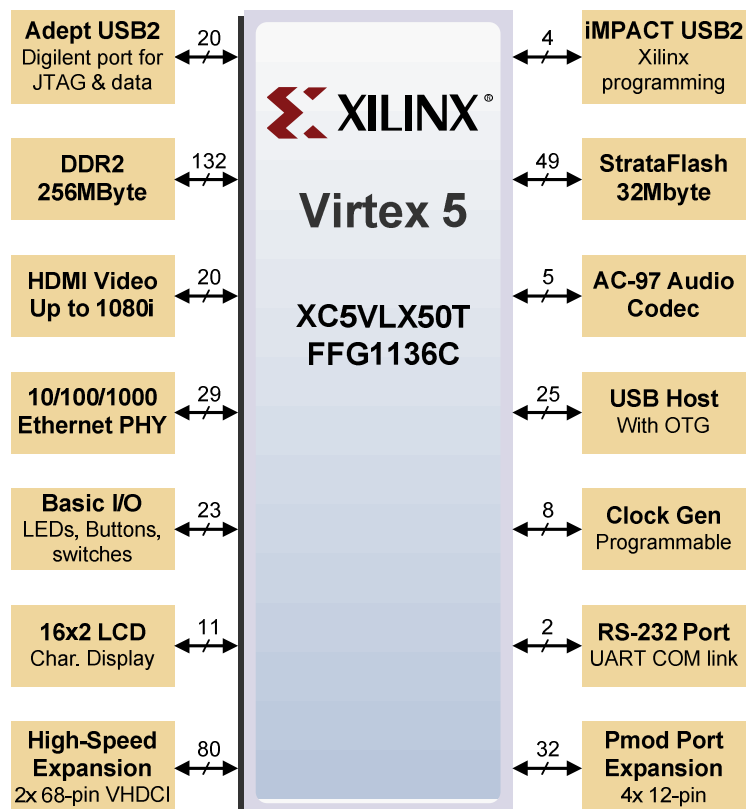 Adept USB2
Digilent port for
JTAG & data
20
DDR2
256MByte
132
HDMI Video
Up to 1080i
20
10/100/1000
Ethernet PHY
29
Basic I/O
LEDs, Buttons,
switches
23
16x2 LCD
Char. Display
11
High-Speed
Expansion
2x 68-pin VHDCI
80
XILINX®
Virtex 5
XC5VLX50T
FFG1136C
4
iMPACT USB2
Xilinx
programming
49
StrataFlash
32Mbyte
5
AC-97 Audio
Codec
25
USB Host
With OTG
8
Clock Gen
Programmable
2
RS-232 Port
UART COM link
32
Pmod Port
Expansion
4x 12-pin